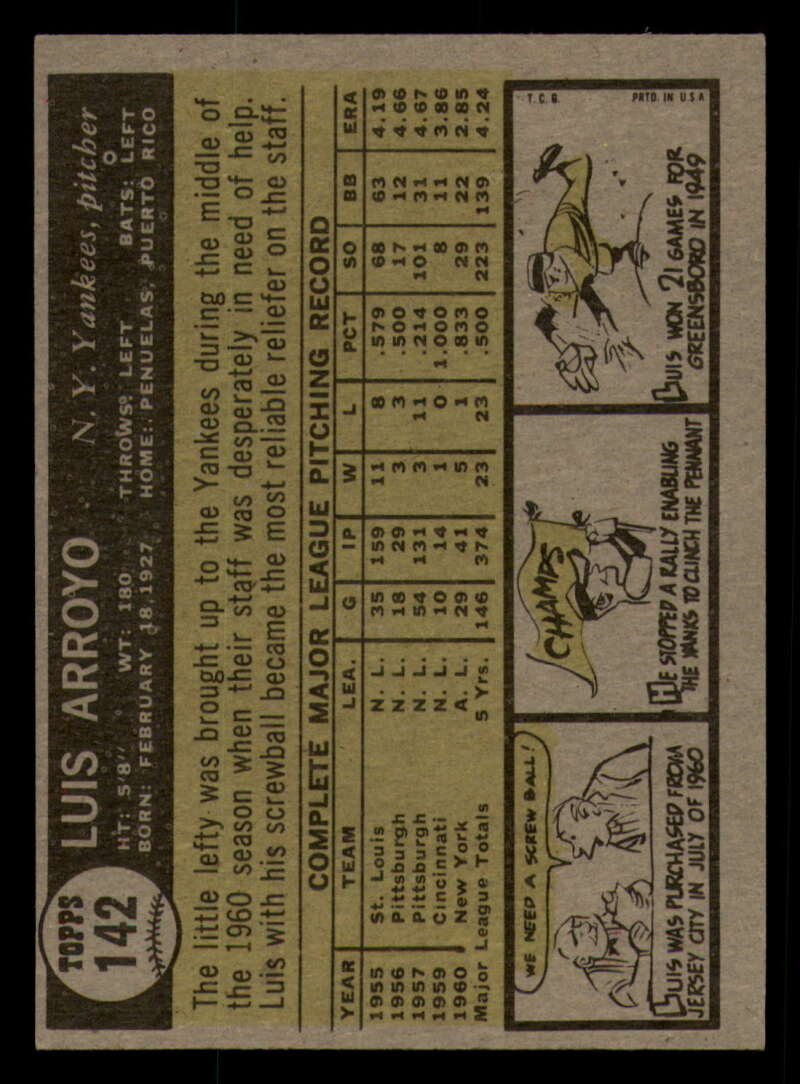 TOPPS
142
LUIS ARROYO
N. Y. Yankees, pitcher
HT: 5'8" WT: 180 THROWS: LEFT BATS: LEFT
BORN: FEBRUARY 18, 1927 HOME: PENUELAS, PUERTO RICO
The little lefty was brought up to the Yankees during the middle of
the 1960 season when their staff was desperately in need of help.
Luis with his screwball became the most reliable reliefer on the staff.
COMPLETE MAJOR LEAGUE PITCHING RECORD
YEAR TEAM LEA. G IP W L PCT SO BB ERA
1955 St. Louis N. L. 35 159 11 8 .579 68 63 4.19
1956 Pittsburgh N. L. 18 29 3 3 .500 17 12 4.66
1957 Pittsburgh N. L. 54 131 3 11 .214 101 31 4.67
1959 Cincinnati N. L. 10 14 1 0 1.000 8 11 3.86
1960 New York A. L. 29 41 5 1 .833 29 22 2.85
Major League Totals 5 Yrs. 146 374 23 23 .500 223 139 4.24
WE NEED A SCREW BALL!
LUIS WAS PURCHASED FROM
JERSEY CITY IN JULY OF 1960
CHAMPS
HE STOPPED A RALLY ENABLING
THE YANKS TO CLINCH THE PENNANT
T. C. G. PRTD. IN U.S.A
LUIS WON 21 GAMES FOR
GREENSBORO IN 1949